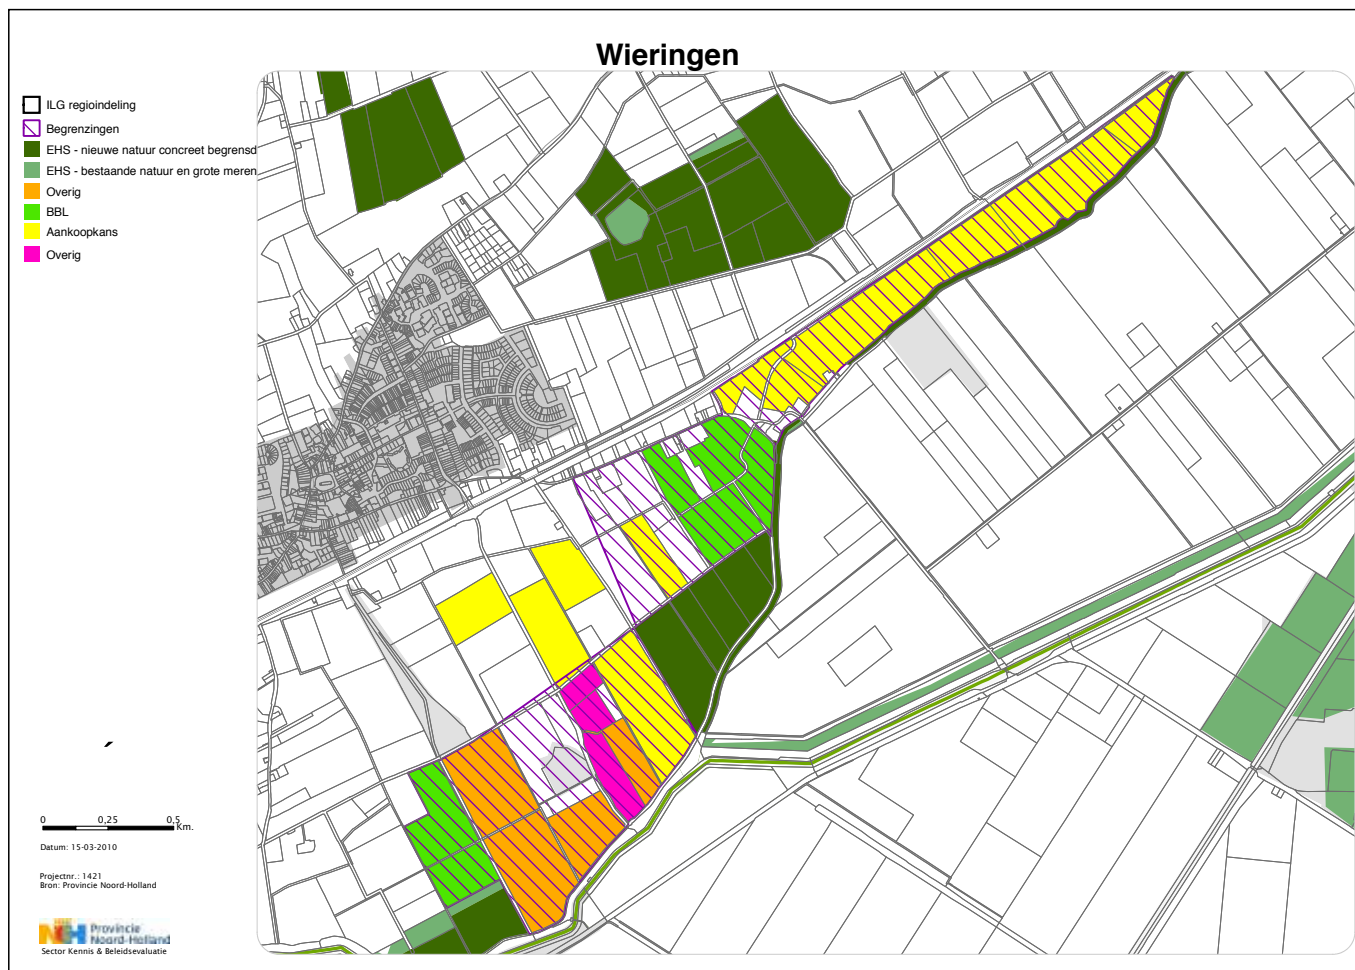 Wieringen
ILG regioindeling
Begrenzingen
EHS - nieuwe natuur concreet begrensd
EHS - bestaande natuur en grote meren
Overig
BBL
Aankoopkans
Overig
0 0,25 0,5
Km.
Datum: 15-03-2010
Projectnr.: 1421
Bron: Provincie Noord-Holland
Provincie
Noord-Holland
Sector Kennis & Beleidsevaluatie